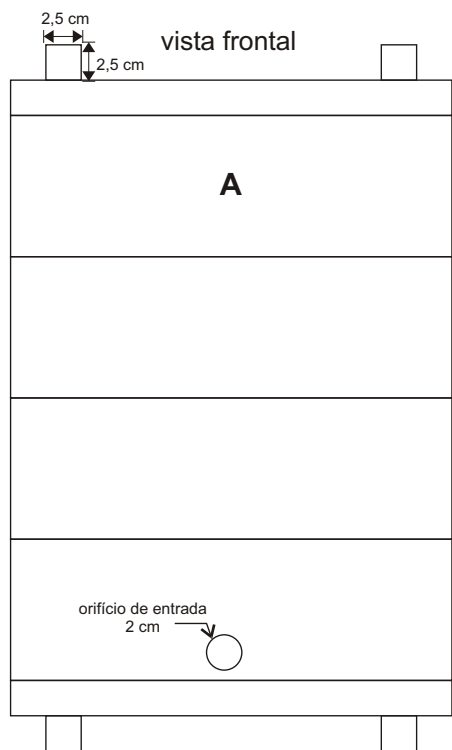 2,5 cm
vista frontal
2,5 cm
A
orifício de entrada
2 cm